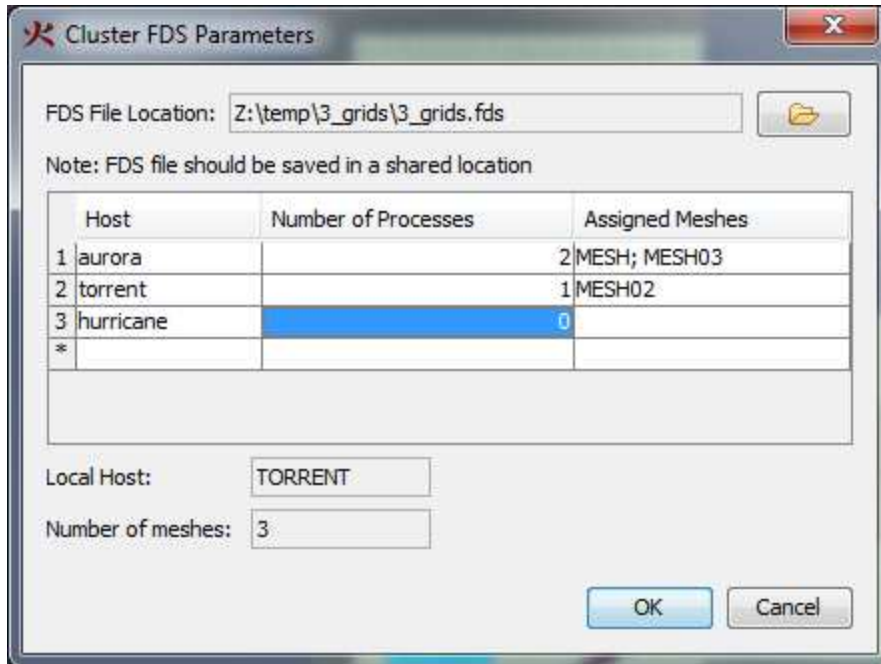 火 Cluster FDS Parameters
FDS File Location: Z:\temp\3_grids\3_grids.fds
Note: FDS file should be saved in a shared location
Host Number of Processes Assigned Meshes
1 aurora 2 MESH; MESH03
2 torrent 1 MESH02
3 hurricane 0
*
Local Host: TORRENT
Number of meshes: 3
OK Cancel